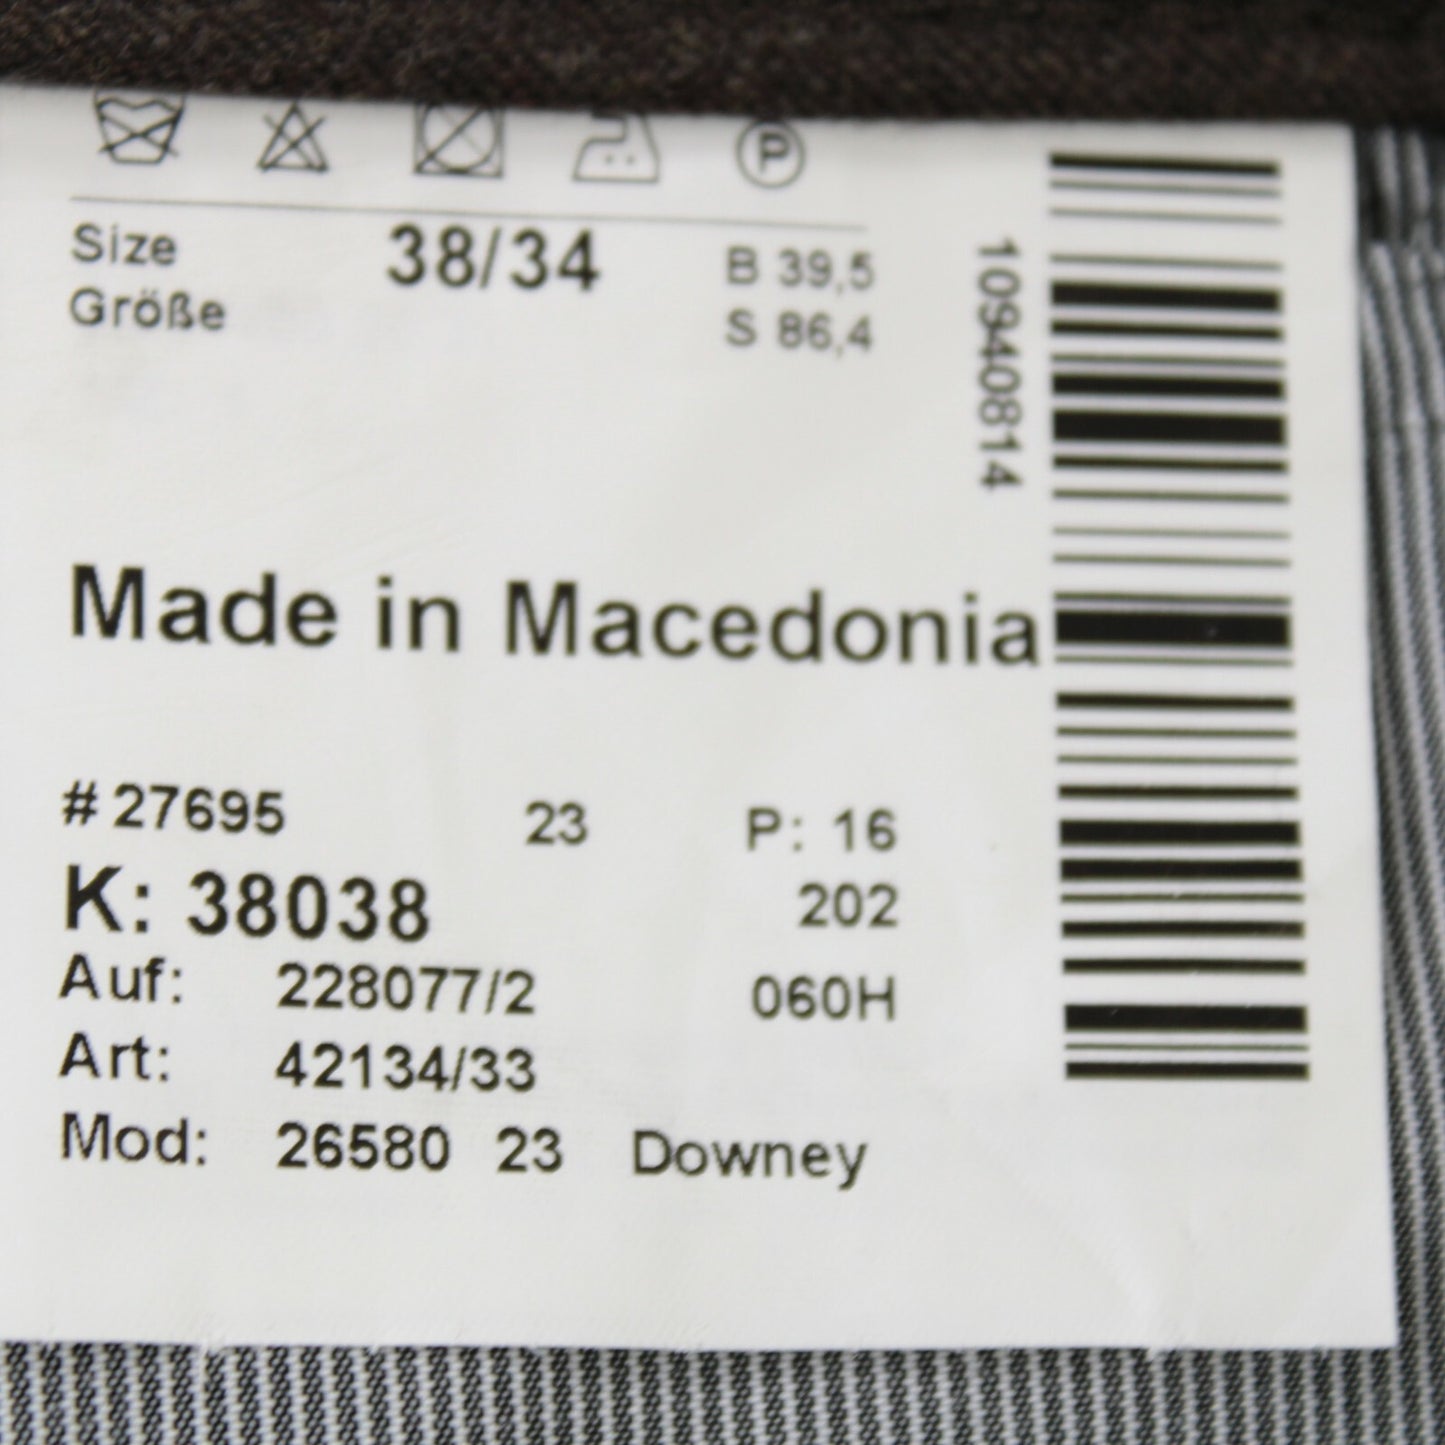 P
Size 38/34 B 39,5
Größe S 86,4
10940814
Made in Macedonia
# 27695 23 P: 16
K: 38038 202
Auf: 228077/2 060H
Art: 42134/33
Mod: 26580 23 Downey